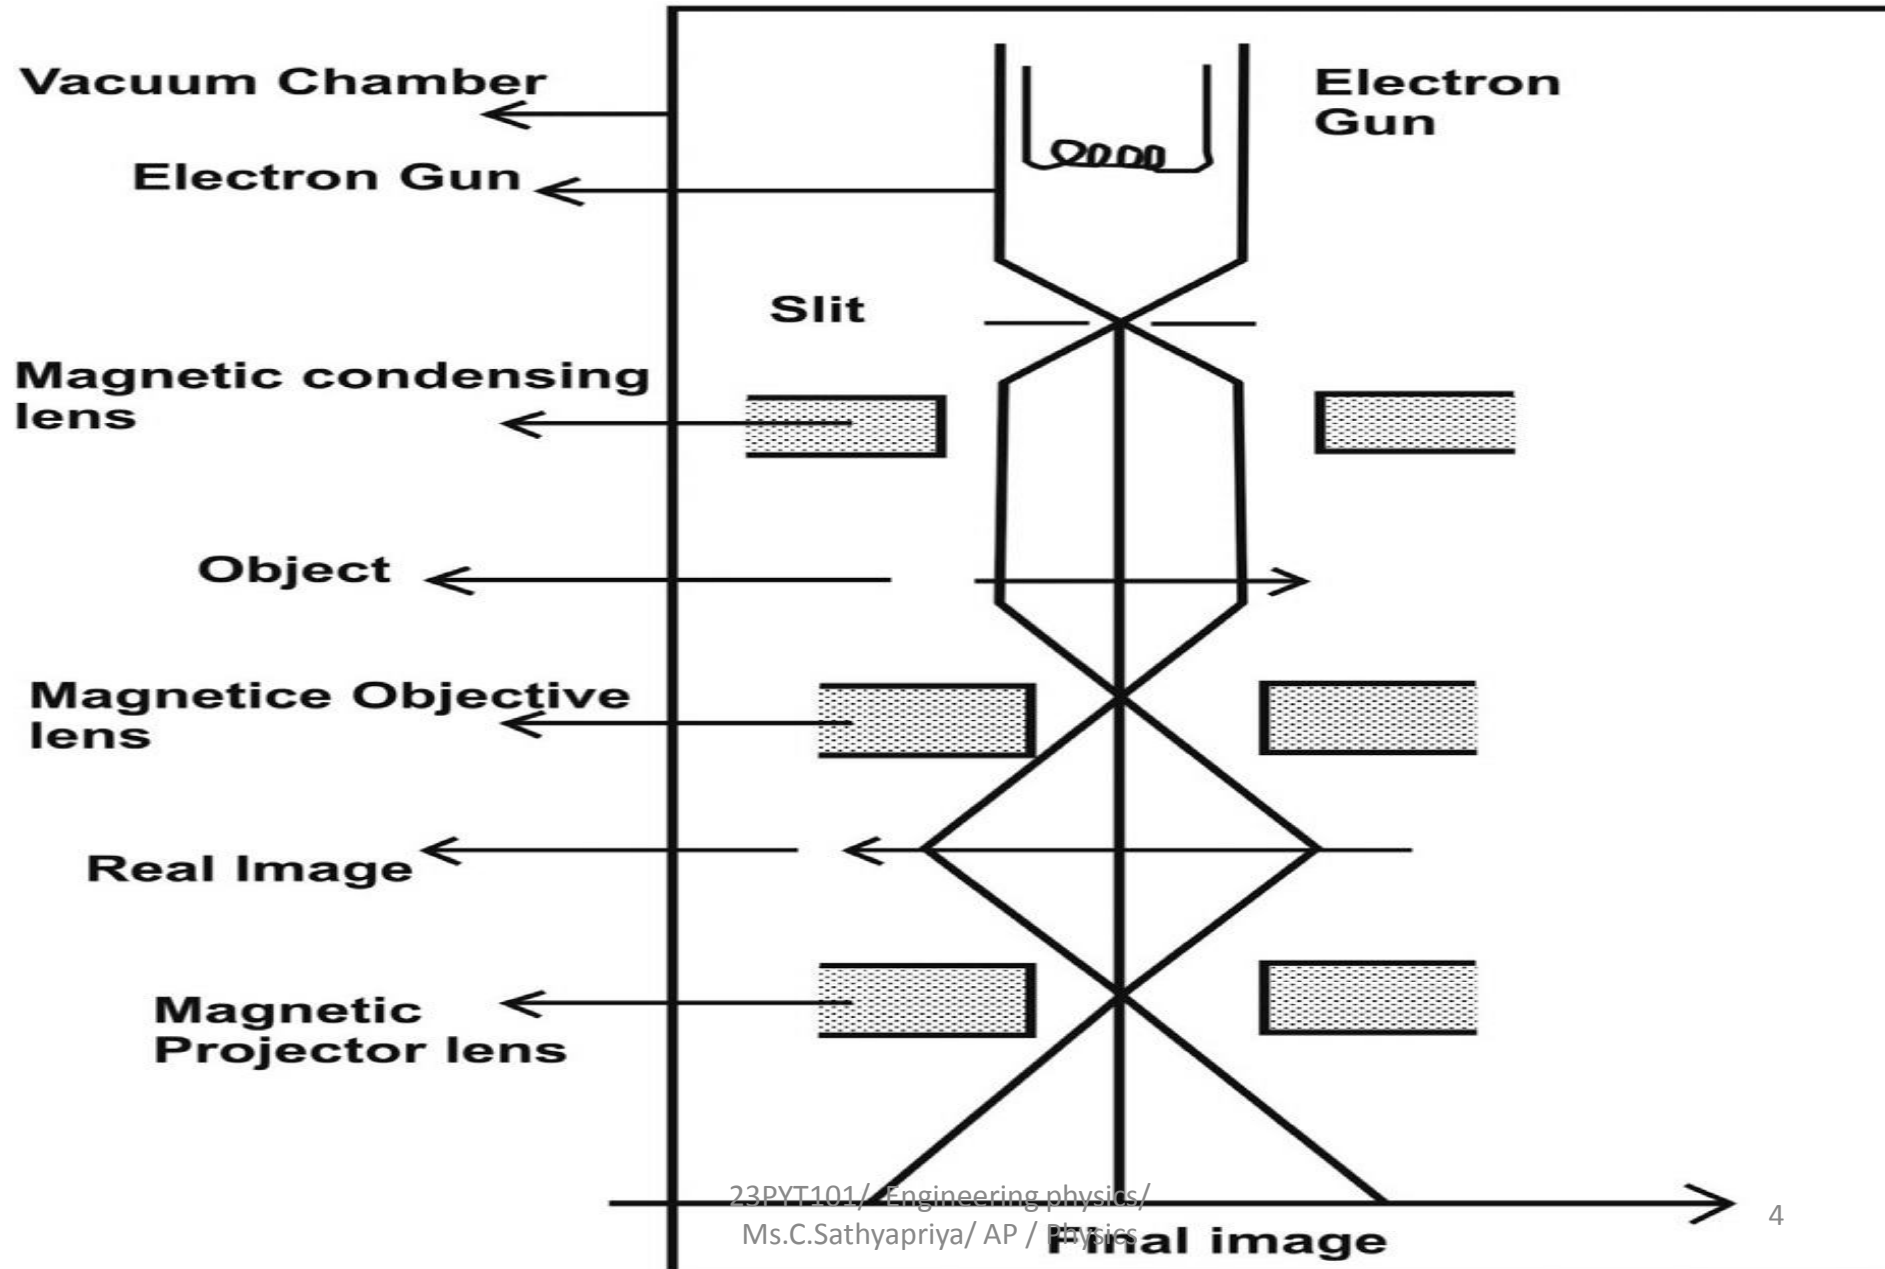 Vacuum Chamber
Electron
Gun
Electron Gun
Slit
Magnetic condensing
lens
Object
Magnetice Objective
lens
Real Image
Magnetic
Projector lens
23PYT101/ Engineering physics/
Ms.C.Sathyapriya/ AP / Physics
4
Final image